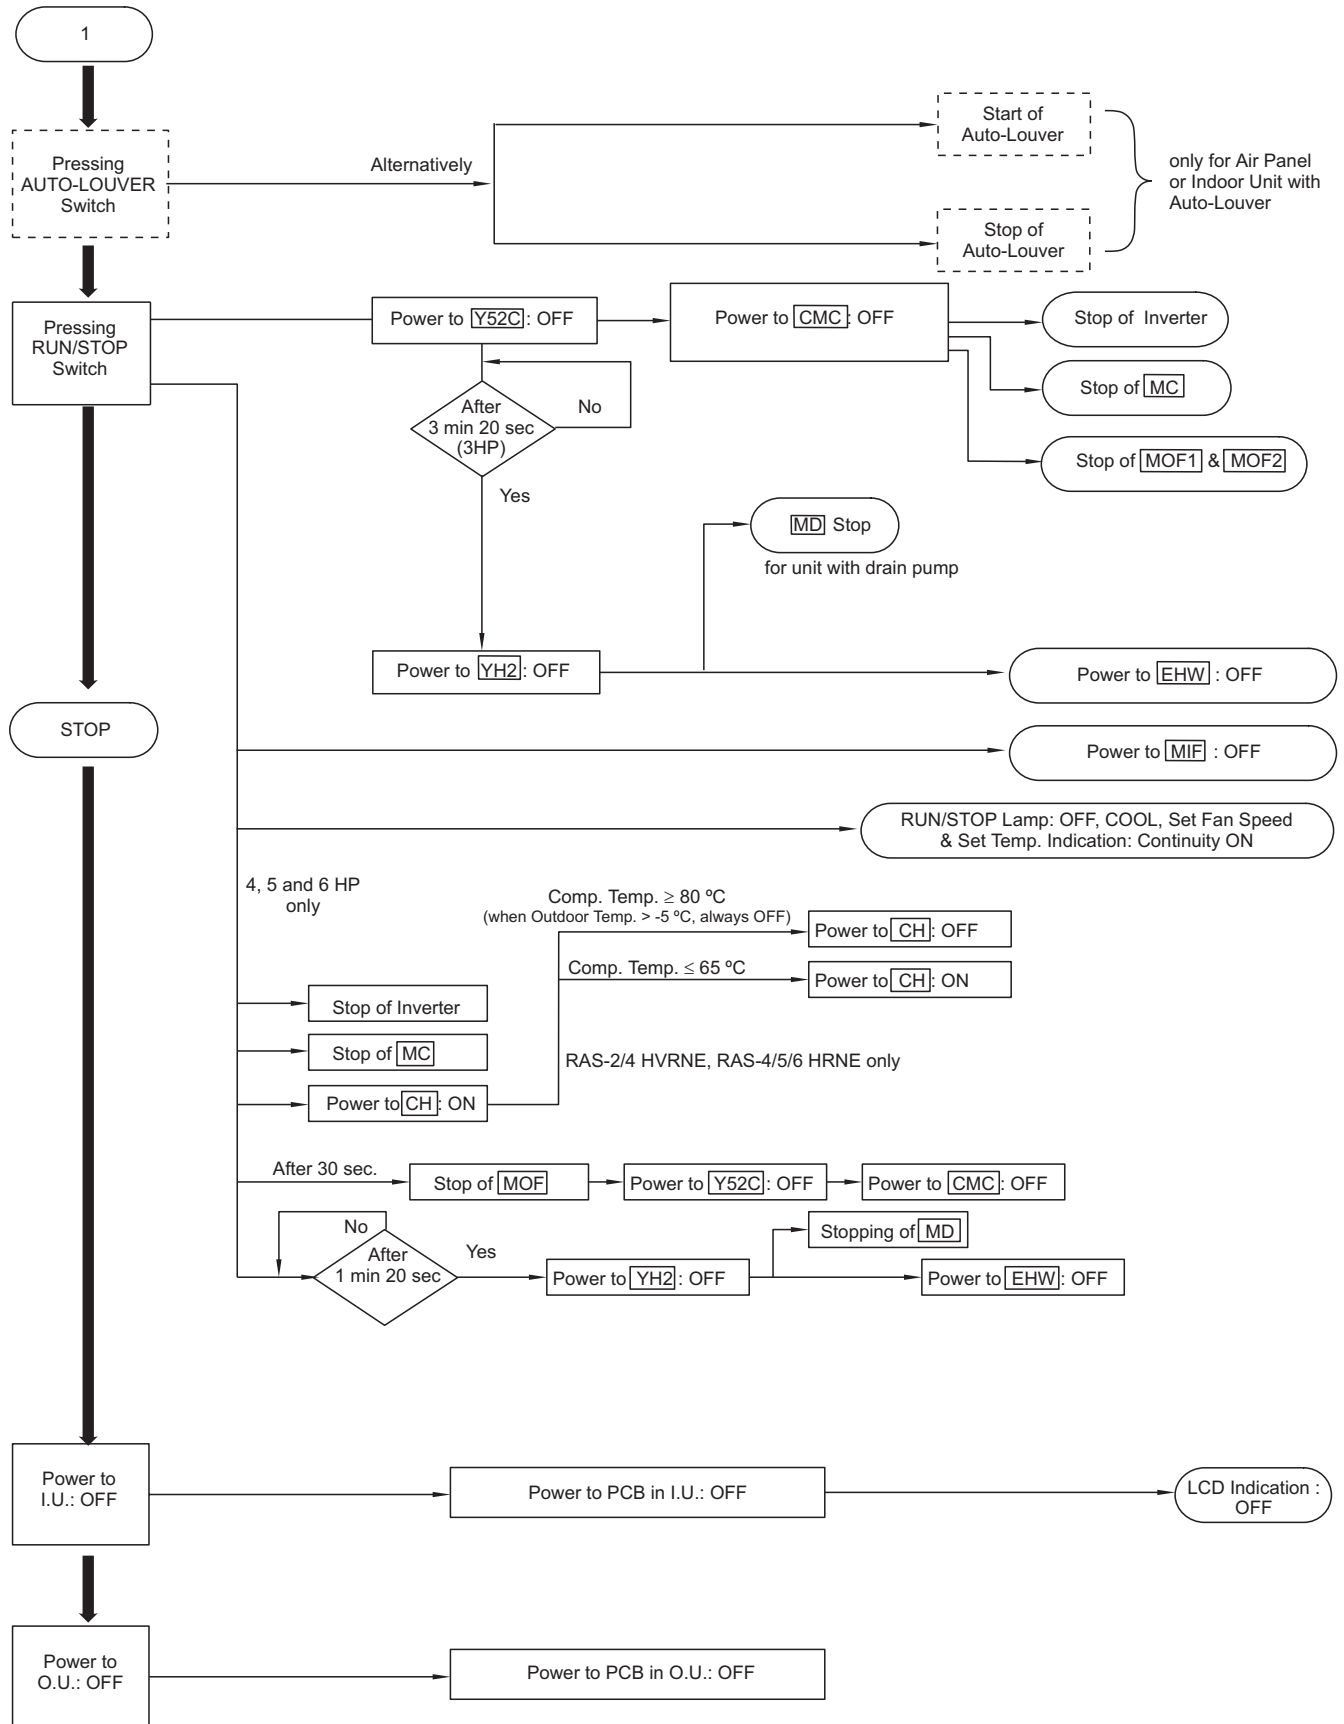 1
Pressing
AUTO-LOUVER
Switch
Alternatively
Start of
Auto-Louver
Stop of
Auto-Louver
only for Air Panel
or Indoor Unit with
Auto-Louver
Pressing
RUN/STOP
Switch
Power to Y52C : OFF
Power to CMC : OFF
Stop of Inverter
Stop of MC
Stop of MOF1 & MOF2
After
3 min 20 sec
(3HP)
No
Yes
MD Stop
for unit with drain pump
Power to YH2 : OFF
Power to EHW : OFF
STOP
Power to MIF : OFF
RUN/STOP Lamp: OFF, COOL, Set Fan Speed
& Set Temp. Indication: Continuity ON
4, 5 and 6 HP
only
Comp. Temp. ≥ 80 ºC
(when Outdoor Temp. > -5 ºC, always OFF)
Power to CH : OFF
Comp. Temp. ≤ 65 ºC
Power to CH : ON
Stop of Inverter
Stop of MC
RAS-2/4 HVRNE, RAS-4/5/6 HRNE only
Power to CH : ON
After 30 sec.
Stop of MOF
Power to Y52C : OFF
Power to CMC : OFF
No
After
1 min 20 sec
Yes
Stopping of MD
Power to YH2 : OFF
Power to EHW : OFF
Power to
I.U.: OFF
Power to PCB in I.U.: OFF
LCD Indication :
OFF
Power to
O.U.: OFF
Power to PCB in O.U.: OFF